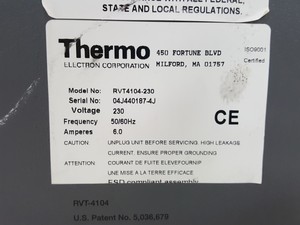 STATE AND LOCAL REGULATIONS.
Thermo
ELECTRON CORPORATION
450 FORTUNE BLVD
MILFORD, MA 01757
ISO9001
Certified
Model No: RVT4104-230
Serial No: 04J440187-4J
Voltage 230
Frequency 50/60Hz
Amperes 6.0
CE
CAUTION: UNPLUG UNIT BEFORE SERVICING. HIGH LEAKAGE
CURRENT. ENSURE PROPER GROUNDING
ATTENTION: COURANT DE FUITE ELEVEFOURNIP
UNE MISE A LA TERRE EFFICACE
ESD compliant assembly
RVT-4104
U.S. Patent No. 5,036,679